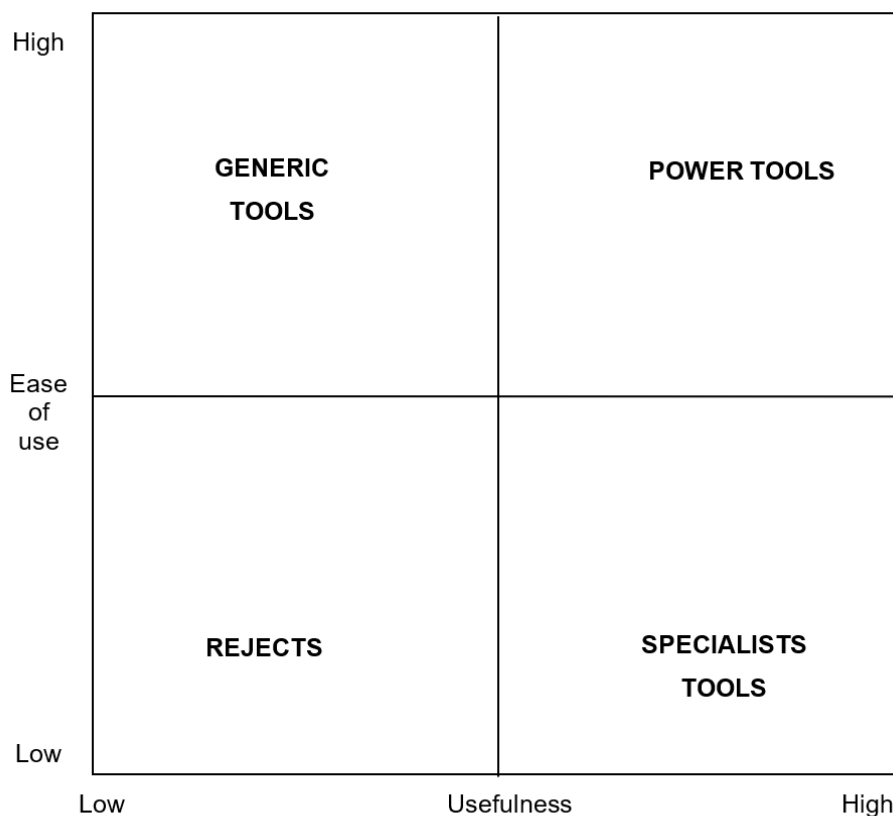 High
GENERIC
TOOLS
POWER TOOLS
Ease
of
use
REJECTS
SPECIALISTS
TOOLS
Low
Low
Usefulness
High